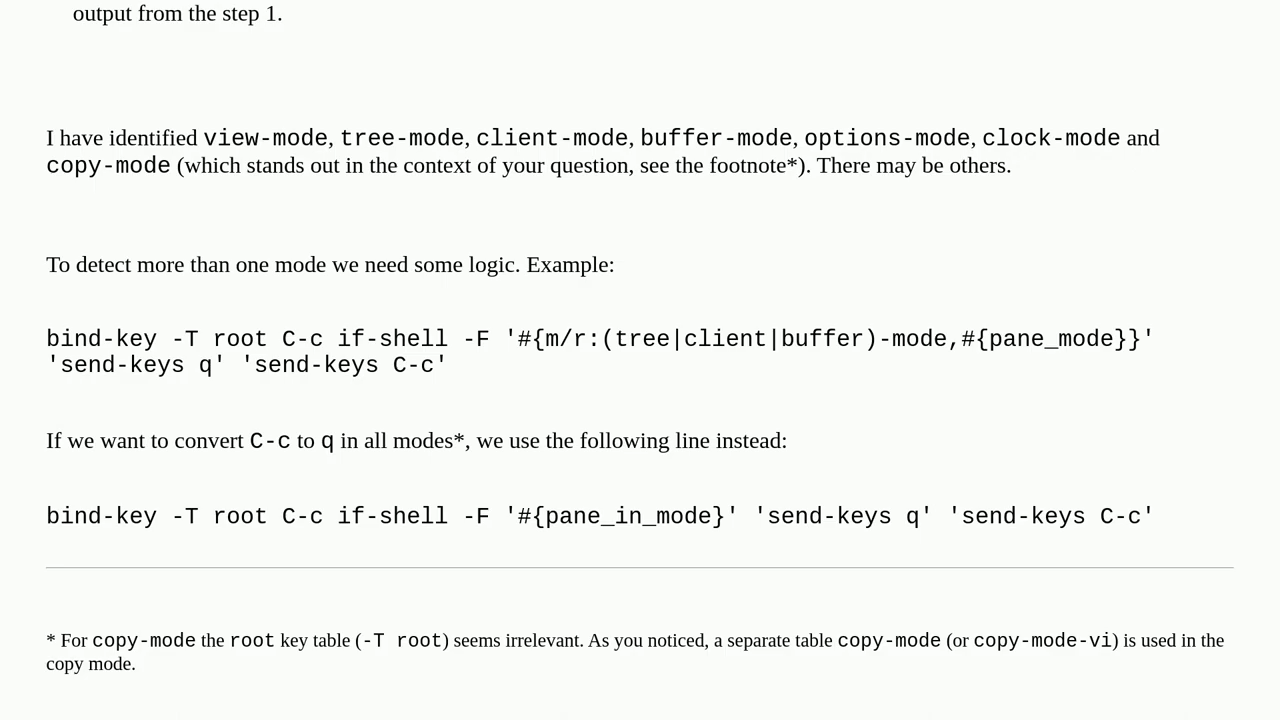 output from the step 1.
I have identified view-mode, tree-mode, client-mode, buffer-mode, options-mode, clock-mode and
copy-mode (which stands out in the context of your question, see the footnote*). There may be others.
To detect more than one mode we need some logic. Example:
bind-key -T root C-c if-shell -F '#{m/r:(tree|client|buffer)-mode,#{pane_mode}}'
'send-keys q' 'send-keys C-c'
If we want to convert C-c to q in all modes*, we use the following line instead:
bind-key -T root C-c if-shell -F '#{pane_in_mode}' 'send-keys q' 'send-keys C-c'
* For copy-mode the root key table (-T root) seems irrelevant. As you noticed, a separate table copy-mode (or copy-mode-vi) is used in the
copy mode.